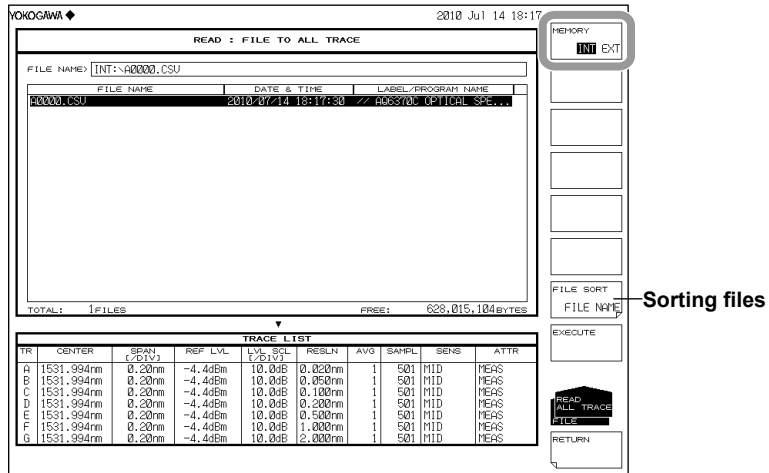 YOKOGAWA ◆ 2010 Jul 14 18:17
READ : FILE TO ALL TRACE
FILE NAME> INT:\A0000.CSV
FILE NAME DATE & TIME LABEL/PROGRAM NAME
A0000.CSV 2010/07/14 18:17:30 // AQ6370C OPTICAL SPE...
TOTAL: 1FILES FREE: 628,015,104BYTES
▼
TRACE LIST
TR CENTER SPAN [/DIV] REF LVL LVL SCL [/DIV] RESLN AVG SAMPL SENS ATTR
A 1531.994nm 0.20nm -4.4dBm 10.0dB 0.020nm 1 501 MID MEAS
B 1531.994nm 0.20nm -4.4dBm 10.0dB 0.050nm 1 501 MID MEAS
C 1531.994nm 0.20nm -4.4dBm 10.0dB 0.100nm 1 501 MID MEAS
D 1531.994nm 0.20nm -4.4dBm 10.0dB 0.200nm 1 501 MID MEAS
E 1531.994nm 0.20nm -4.4dBm 10.0dB 0.500nm 1 501 MID MEAS
F 1531.994nm 0.20nm -4.4dBm 10.0dB 1.000nm 1 501 MID MEAS
G 1531.994nm 0.20nm -4.4dBm 10.0dB 2.000nm 1 501 MID MEAS
MEMORY
INT EXT
FILE SORT
FILE NAME
Sorting files
EXECUTE
READ
ALL TRACE
FILE
RETURN